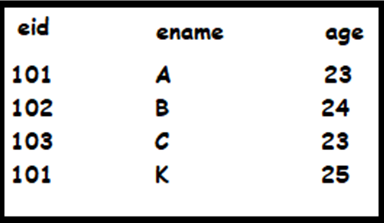 eid ename age
101 A 23
102 B 24
103 C 23
101 K 25